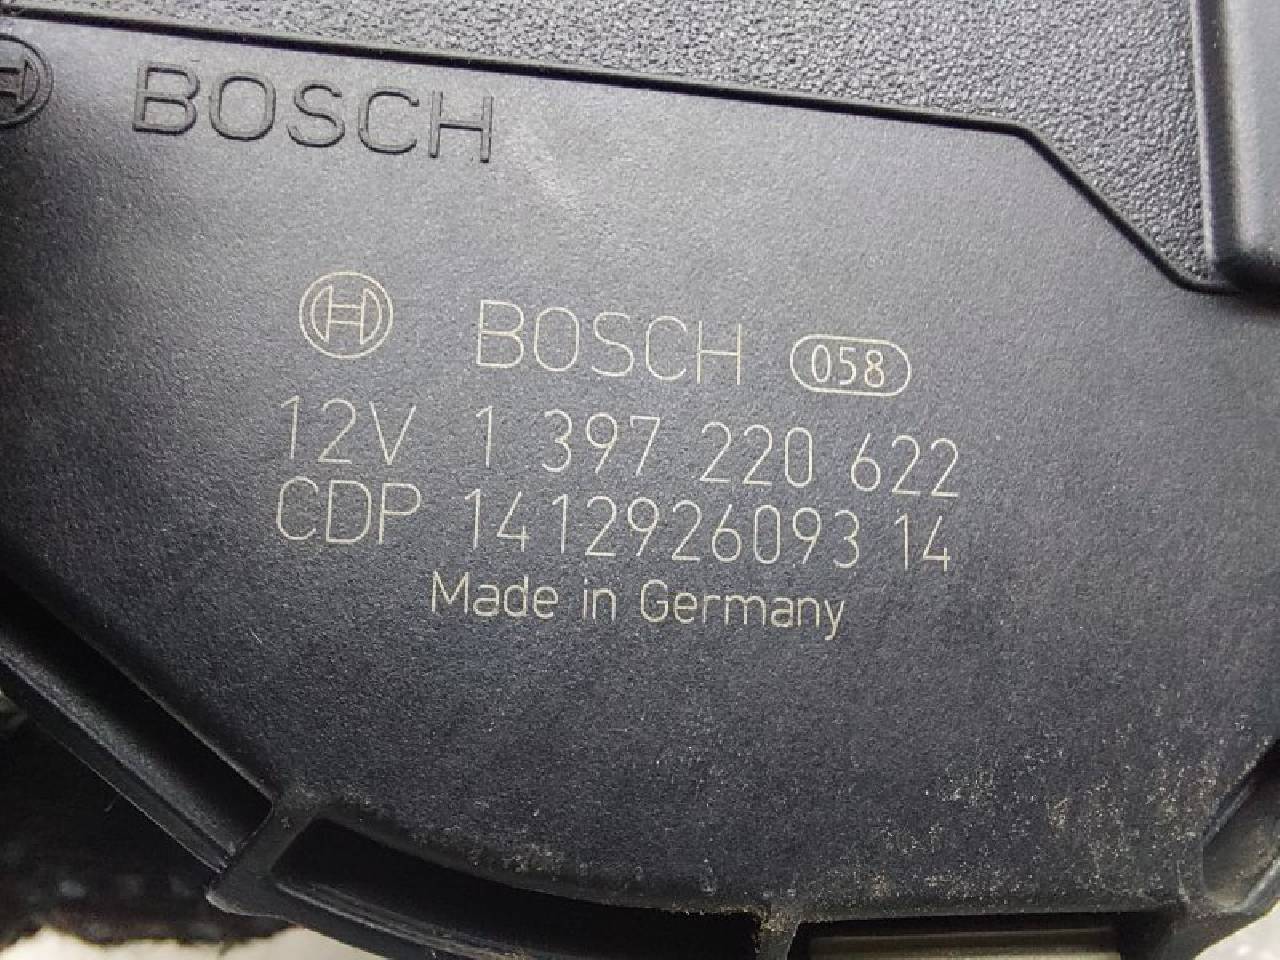 BOSCH
BOSCH 058
12V 1 397 220 622
CDP 1412926093 14
Made in Germany